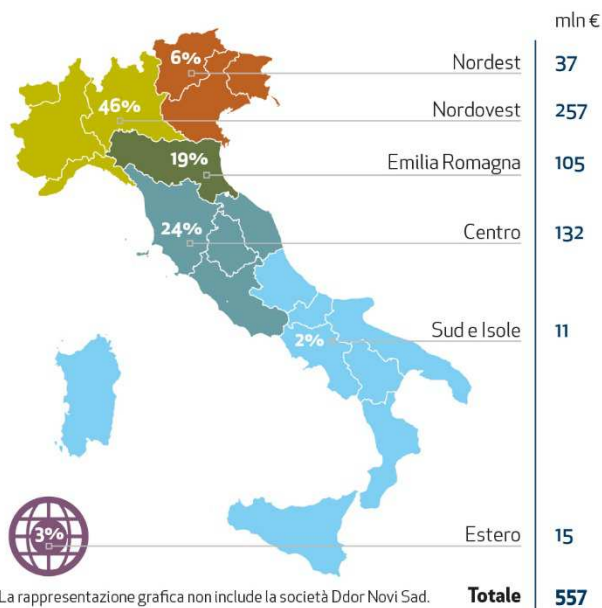 mln €
6% Nordest 37
46% Nordovest 257
19% Emilia Romagna 105
24% Centro 132
2% Sud e Isole 11
3% Estero 15
La rappresentazione grafica non include la società Ddor Novi Sad. Totale 557